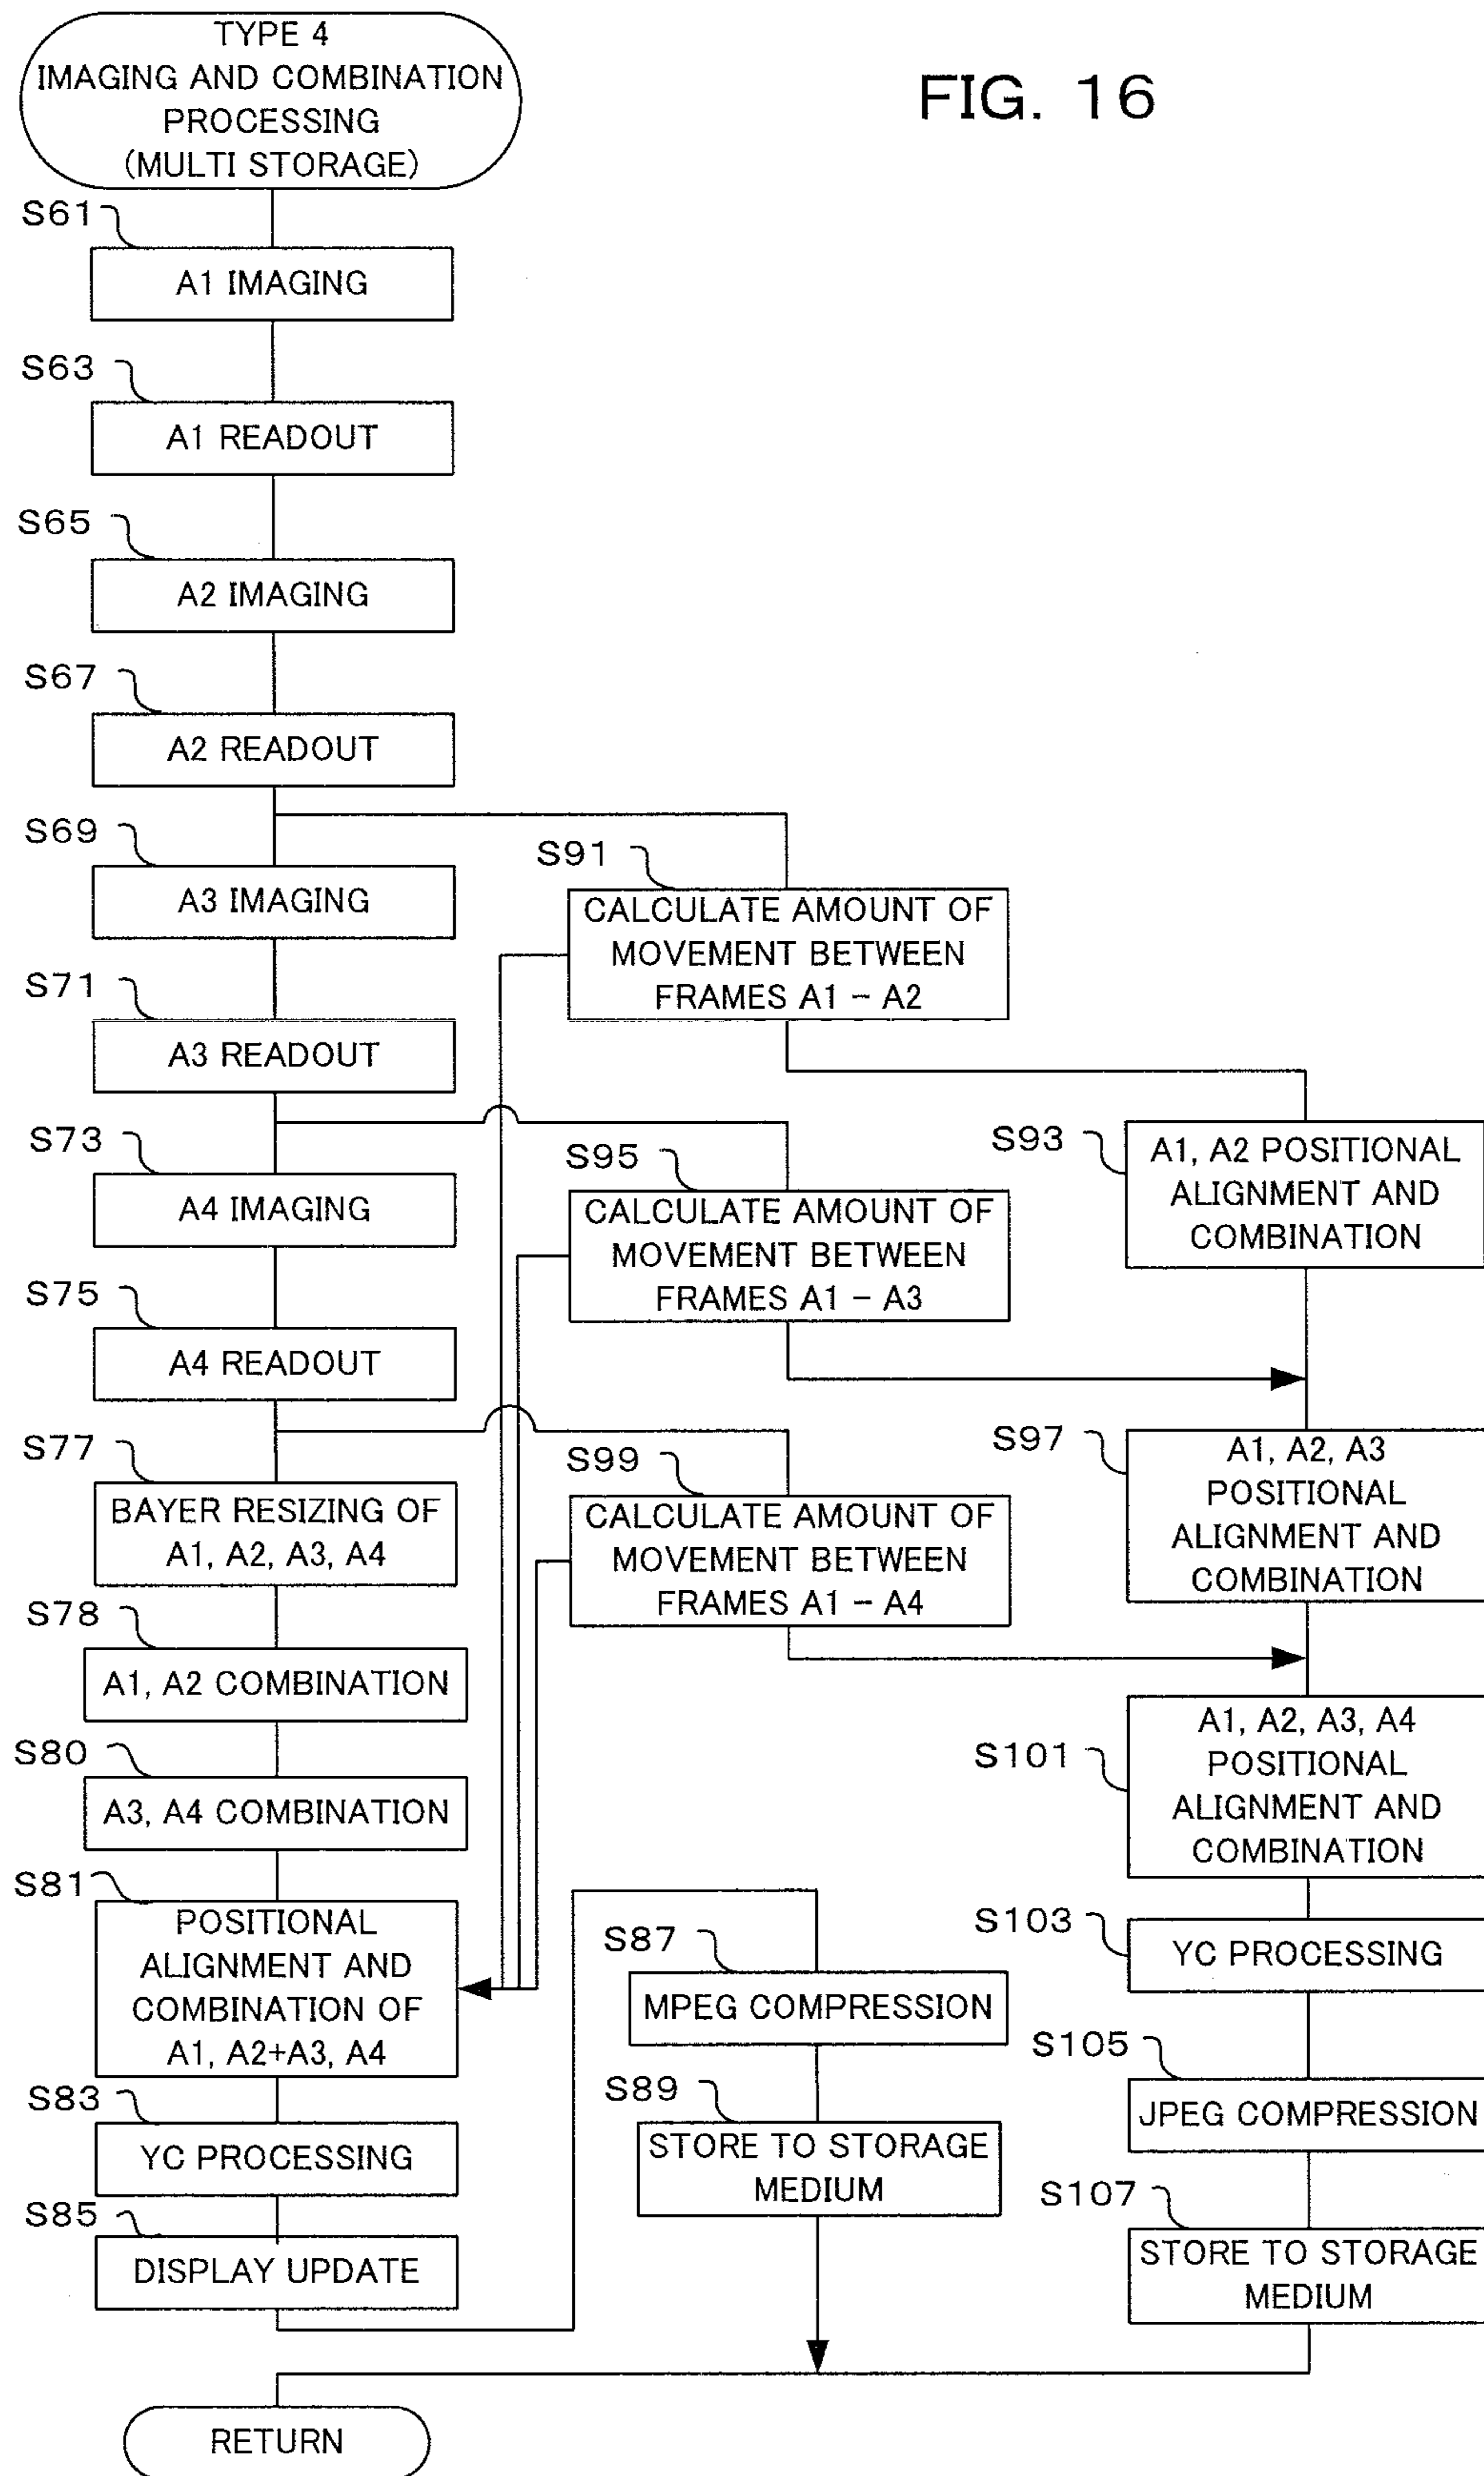 TYPE 4
IMAGING AND COMBINATION
PROCESSING
(MULTI STORAGE)
FIG. 16
S61
A1 IMAGING
S63
A1 READOUT
S65
A2 IMAGING
S67
A2 READOUT
S69
A3 IMAGING
S71
A3 READOUT
S73
A4 IMAGING
S75
A4 READOUT
S77
BAYER RESIZING OF
A1, A2, A3, A4
S78
A1, A2 COMBINATION
S80
A3, A4 COMBINATION
S81
POSITIONAL
ALIGNMENT AND
COMBINATION OF
A1, A2+A3, A4
S83
YC PROCESSING
S85
DISPLAY UPDATE
RETURN
S91
CALCULATE AMOUNT OF
MOVEMENT BETWEEN
FRAMES A1 - A2
S95
CALCULATE AMOUNT OF
MOVEMENT BETWEEN
FRAMES A1 - A3
S99
CALCULATE AMOUNT OF
MOVEMENT BETWEEN
FRAMES A1 - A4
S87
MPEG COMPRESSION
S89
STORE TO STORAGE
MEDIUM
S93
A1, A2 POSITIONAL
ALIGNMENT AND
COMBINATION
S97
A1, A2, A3
POSITIONAL
ALIGNMENT AND
COMBINATION
S101
A1, A2, A3, A4
POSITIONAL
ALIGNMENT AND
COMBINATION
S103
YC PROCESSING
S105
JPEG COMPRESSION
S107
STORE TO STORAGE
MEDIUM